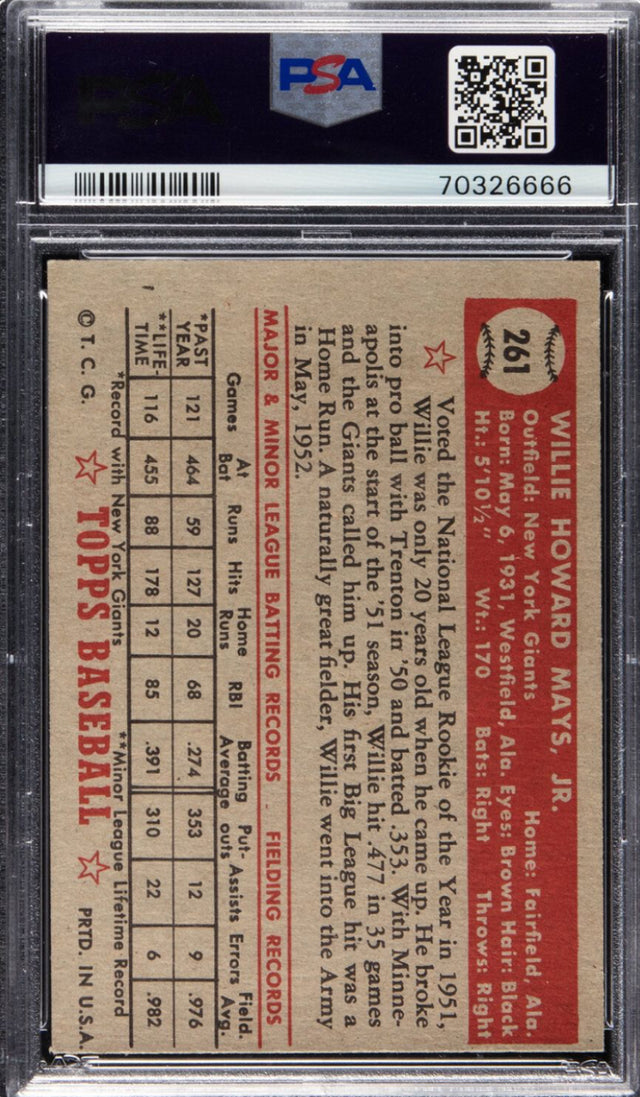 PSA
PSA
70326666
261
WILLIE HOWARD MAYS, JR.
Outfield: New York Giants Home: Fairfield, Ala.
Born: May 6, 1931, Westfield, Ala. Eyes: Brown Hair: Black
Ht.: 5'10½" Wt.: 170 Bats: Right Throws: Right
Voted the National League Rookie of the Year in 1951,
Willie was only 20 years old when he came up. He broke
into pro ball with Trenton in '50 and batted .353. With Minne-
apolis at the start of the '51 season, Willie hit .477 in 35 games
and the Giants called him up. His first Big League hit was a
Home Run. A naturally great fielder, Willie went into the Army
in May, 1952.
MAJOR & MINOR LEAGUE BATTING RECORDS . FIELDING RECORDS
Games At Bat Runs Hits Home Runs RBI Batting Average Put-outs Assists Errors Field. Avg.
*PAST YEAR 121 464 59 127 20 68 .274 353 12 9 .976
**LIFE-TIME 116 455 88 178 12 85 .391 310 22 6 .982
*Record with New York Giants **Minor League Lifetime Record
© T. C. G. TOPPS BASEBALL PRTD. IN U.S.A.